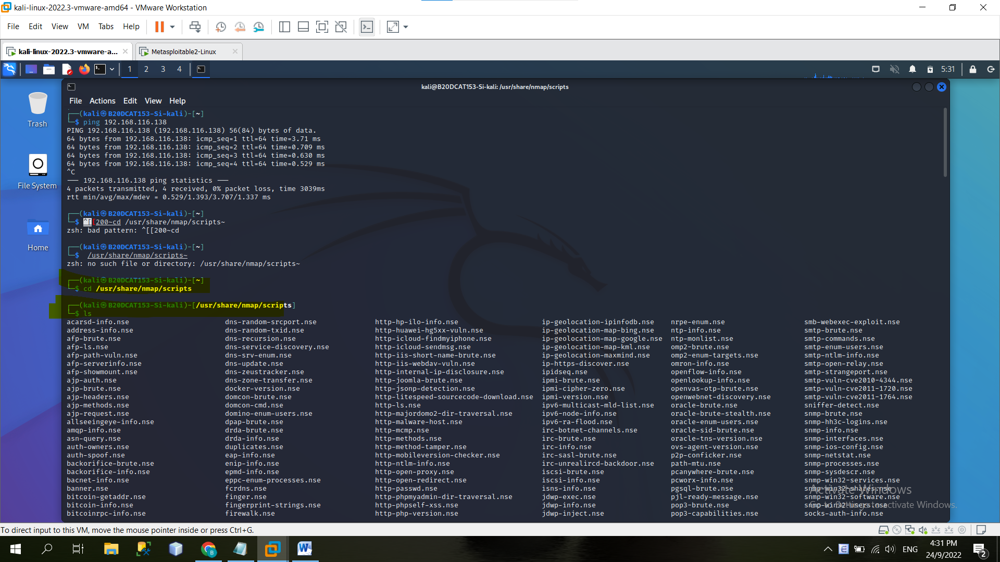 kali-linux-2022.3-vmware-amd64 - VMware Workstation
File Edit View VM Tabs Help
kali-linux-2022.3-vmware-a... Metasploitable2-Linux
1 2 3 4 5:31
kali@B20DCAT153-Si-kali: /usr/share/nmap/scripts
File Actions Edit View Help
Trash
File System
Home
┌──(kali㉿B20DCAT153-Si-kali)-[~]
└─$ ping 192.168.116.138
PING 192.168.116.138 (192.168.116.138) 56(84) bytes of data.
64 bytes from 192.168.116.138: icmp_seq=1 ttl=64 time=3.71 ms
64 bytes from 192.168.116.138: icmp_seq=2 ttl=64 time=0.709 ms
64 bytes from 192.168.116.138: icmp_seq=3 ttl=64 time=0.630 ms
64 bytes from 192.168.116.138: icmp_seq=4 ttl=64 time=0.529 ms
^C
--- 192.168.116.138 ping statistics ---
4 packets transmitted, 4 received, 0% packet loss, time 3039ms
rtt min/avg/max/mdev = 0.529/1.393/3.707/1.337 ms
┌──(kali㉿B20DCAT153-Si-kali)-[~]
└─$ ^[[200~cd /usr/share/nmap/scripts~
zsh: bad pattern: ^[[200~cd
┌──(kali㉿B20DCAT153-Si-kali)-[~]
└─$ /usr/share/nmap/scripts~
zsh: no such file or directory: /usr/share/nmap/scripts~
┌──(kali㉿B20DCAT153-Si-kali)-[~]
└─$ cd /usr/share/nmap/scripts
┌──(kali㉿B20DCAT153-Si-kali)-[/usr/share/nmap/scripts]
└─$ ls
acarsd-info.nse dns-random-srcport.nse http-hp-ilo-info.nse ip-geolocation-ipinfodb.nse nrpe-enum.nse smb-webexec-exploit.nse
address-info.nse dns-random-txid.nse http-huawei-hg5xx-vuln.nse ip-geolocation-map-bing.nse ntp-info.nse smtp-brute.nse
afp-brute.nse dns-recursion.nse http-icloud-findmyiphone.nse ip-geolocation-map-google.nse ntp-monlist.nse smtp-commands.nse
afp-ls.nse dns-service-discovery.nse http-icloud-sendmsg.nse ip-geolocation-map-kml.nse omp2-brute.nse smtp-enum-users.nse
afp-path-vuln.nse dns-srv-enum.nse http-iis-short-name-brute.nse ip-geolocation-maxmind.nse omp2-enum-targets.nse smtp-ntlm-info.nse
afp-serverinfo.nse dns-update.nse http-iis-webdav-vuln.nse ip-https-discover.nse omron-info.nse smtp-open-relay.nse
afp-showmount.nse dns-zeustracker.nse http-internal-ip-disclosure.nse ipidseq.nse openflow-info.nse smtp-strangeport.nse
ajp-auth.nse dns-zone-transfer.nse http-joomla-brute.nse ipmi-brute.nse openlookup-info.nse smtp-vuln-cve2010-4344.nse
ajp-brute.nse docker-version.nse http-jsonp-detection.nse ipmi-cipher-zero.nse openvas-otp-brute.nse smtp-vuln-cve2011-1720.nse
ajp-headers.nse domcon-brute.nse http-litespeed-sourcecode-download.nse ipmi-version.nse openwebnet-discovery.nse smtp-vuln-cve2011-1764.nse
ajp-methods.nse domcon-cmd.nse http-ls.nse ipv6-multicast-mld-list.nse oracle-brute.nse sniffer-detect.nse
ajp-request.nse domino-enum-users.nse http-majordomo2-dir-traversal.nse ipv6-node-info.nse oracle-brute-stealth.nse snmp-brute.nse
allseeingeye-info.nse dpap-brute.nse http-malware-host.nse ipv6-ra-flood.nse oracle-enum-users.nse snmp-hh3c-logins.nse
amqp-info.nse drda-brute.nse http-mcmp.nse irc-botnet-channels.nse oracle-sid-brute.nse snmp-info.nse
asn-query.nse drda-info.nse http-methods.nse irc-brute.nse oracle-tns-version.nse snmp-interfaces.nse
auth-owners.nse duplicates.nse http-method-tamper.nse irc-info.nse ovs-agent-version.nse snmp-ios-config.nse
auth-spoof.nse eap-info.nse http-mobileversion-checker.nse irc-sasl-brute.nse p2p-conficker.nse snmp-netstat.nse
backorifice-brute.nse enip-info.nse http-ntlm-info.nse irc-unrealircd-backdoor.nse path-mtu.nse snmp-processes.nse
backorifice-info.nse epmd-info.nse http-open-proxy.nse iscsi-brute.nse pcanywhere-brute.nse snmp-sysdescr.nse
bacnet-info.nse eppc-enum-processes.nse http-open-redirect.nse iscsi-info.nse pcworx-info.nse snmp-win32-services.nse
banner.nse fcrdns.nse http-passwd.nse isns-info.nse pgsql-brute.nse snmp-win32-shares.nse
bitcoin-getaddr.nse finger.nse http-phpmyadmin-dir-traversal.nse jdwp-exec.nse pjl-ready-message.nse snmp-win32-software.nse
bitcoin-info.nse fingerprint-strings.nse http-phpself-xss.nse jdwp-info.nse pop3-brute.nse snmp-win32-users.nse
bitcoinrpc-info.nse firewalk.nse http-php-version.nse jdwp-inject.nse pop3-capabilities.nse socks-auth-info.nse
Activate Windows
Go to Settings to activate Windows.
To direct input to this VM, move the mouse pointer inside or press Ctrl+G.
ENG
4:31 PM
24/9/2022
2